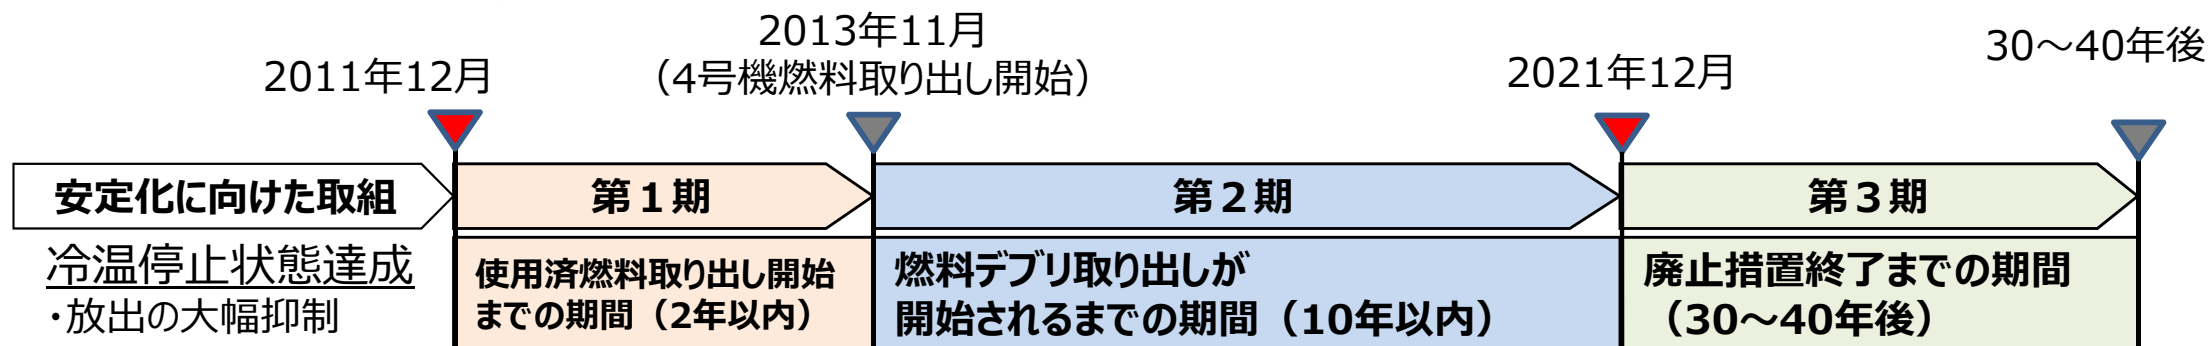 2011年12月
2013年11月
（4号機燃料取り出し開始）
2021年12月
30～40年後
安定化に向けた取組
第１期
第２期
第３期
冷温停止状態達成
・放出の大幅抑制
使用済燃料取り出し開始
までの期間（2年以内）
燃料デブリ取り出しが
開始されるまでの期間（10年以内）
廃止措置終了までの期間
（30～40年後）